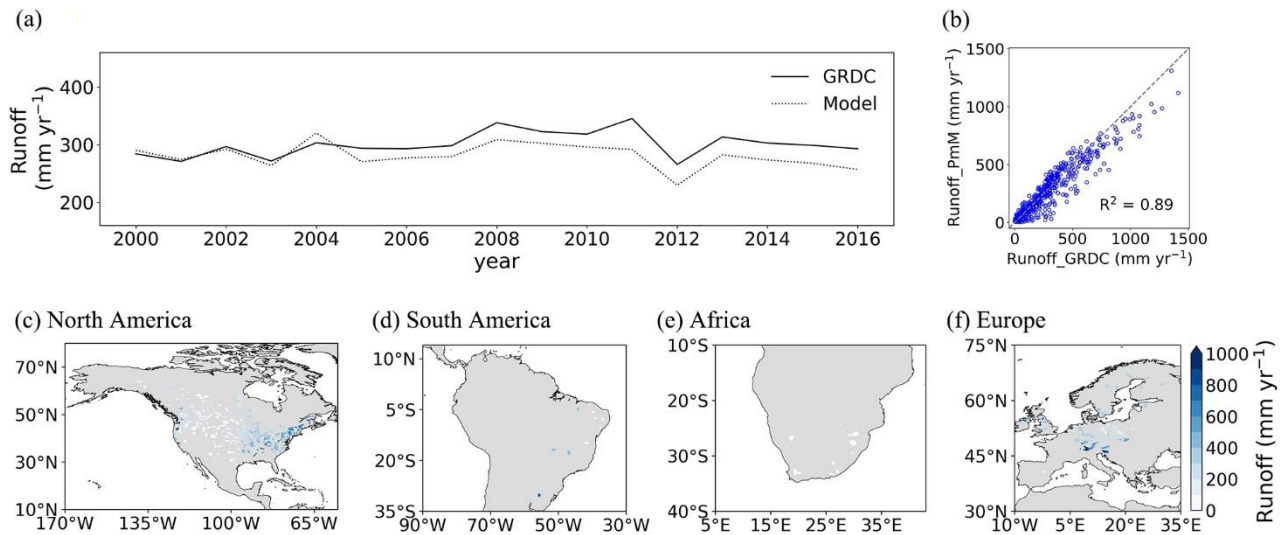 (a)
400
300
200
Runoff
(mm yr⁻¹)
GRDC
Model
2000 2002 2004 2006 2008 2010 2012 2014 2016
year
(b)
1500
1000
500
0
Runoff_PmM (mm yr⁻¹)
R² = 0.89
0 500 1000 1500
Runoff_GRDC (mm yr⁻¹)
(c) North America
70°N
50°N
30°N
10°N
170°W 135°W 100°W 65°W
(d) South America
10°N
5°S
20°S
35°S
90°W 70°W 50°W 30°W
(e) Africa
10°S
20°S
30°S
40°S
5°E 15°E 25°E 35°E
(f) Europe
75°N
60°N
45°N
30°N
10°W 5°E 20°E 35°E
1000
800
600
400
200
0
Runoff (mm yr⁻¹)